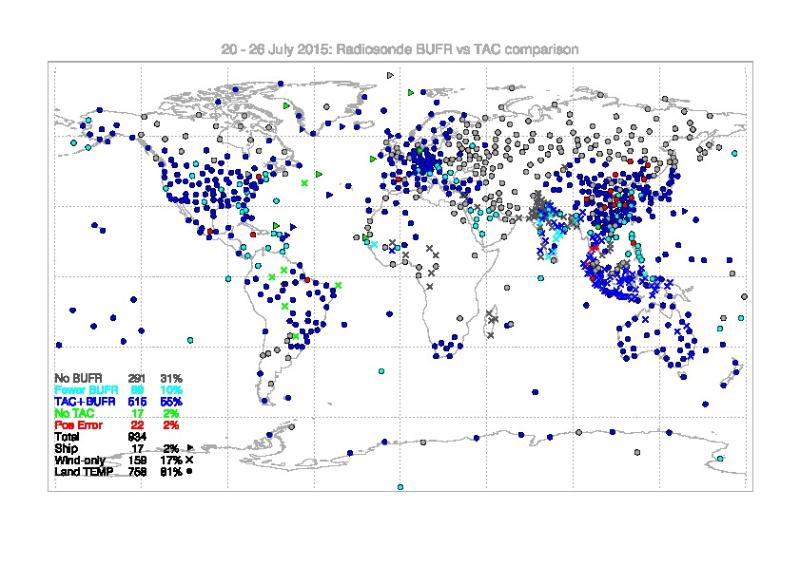 20 - 26 July 2015: Radiosonde BUFR vs TAC comparison
No BUFR 291 31%
Fewer BUFR 89 10%
TAC+BUFR 515 55%
No TAC 17 2%
Pos Error 22 2%
Total 934
Ship 17 2%
Wind-only 159 17%
Land TEMP 758 81%